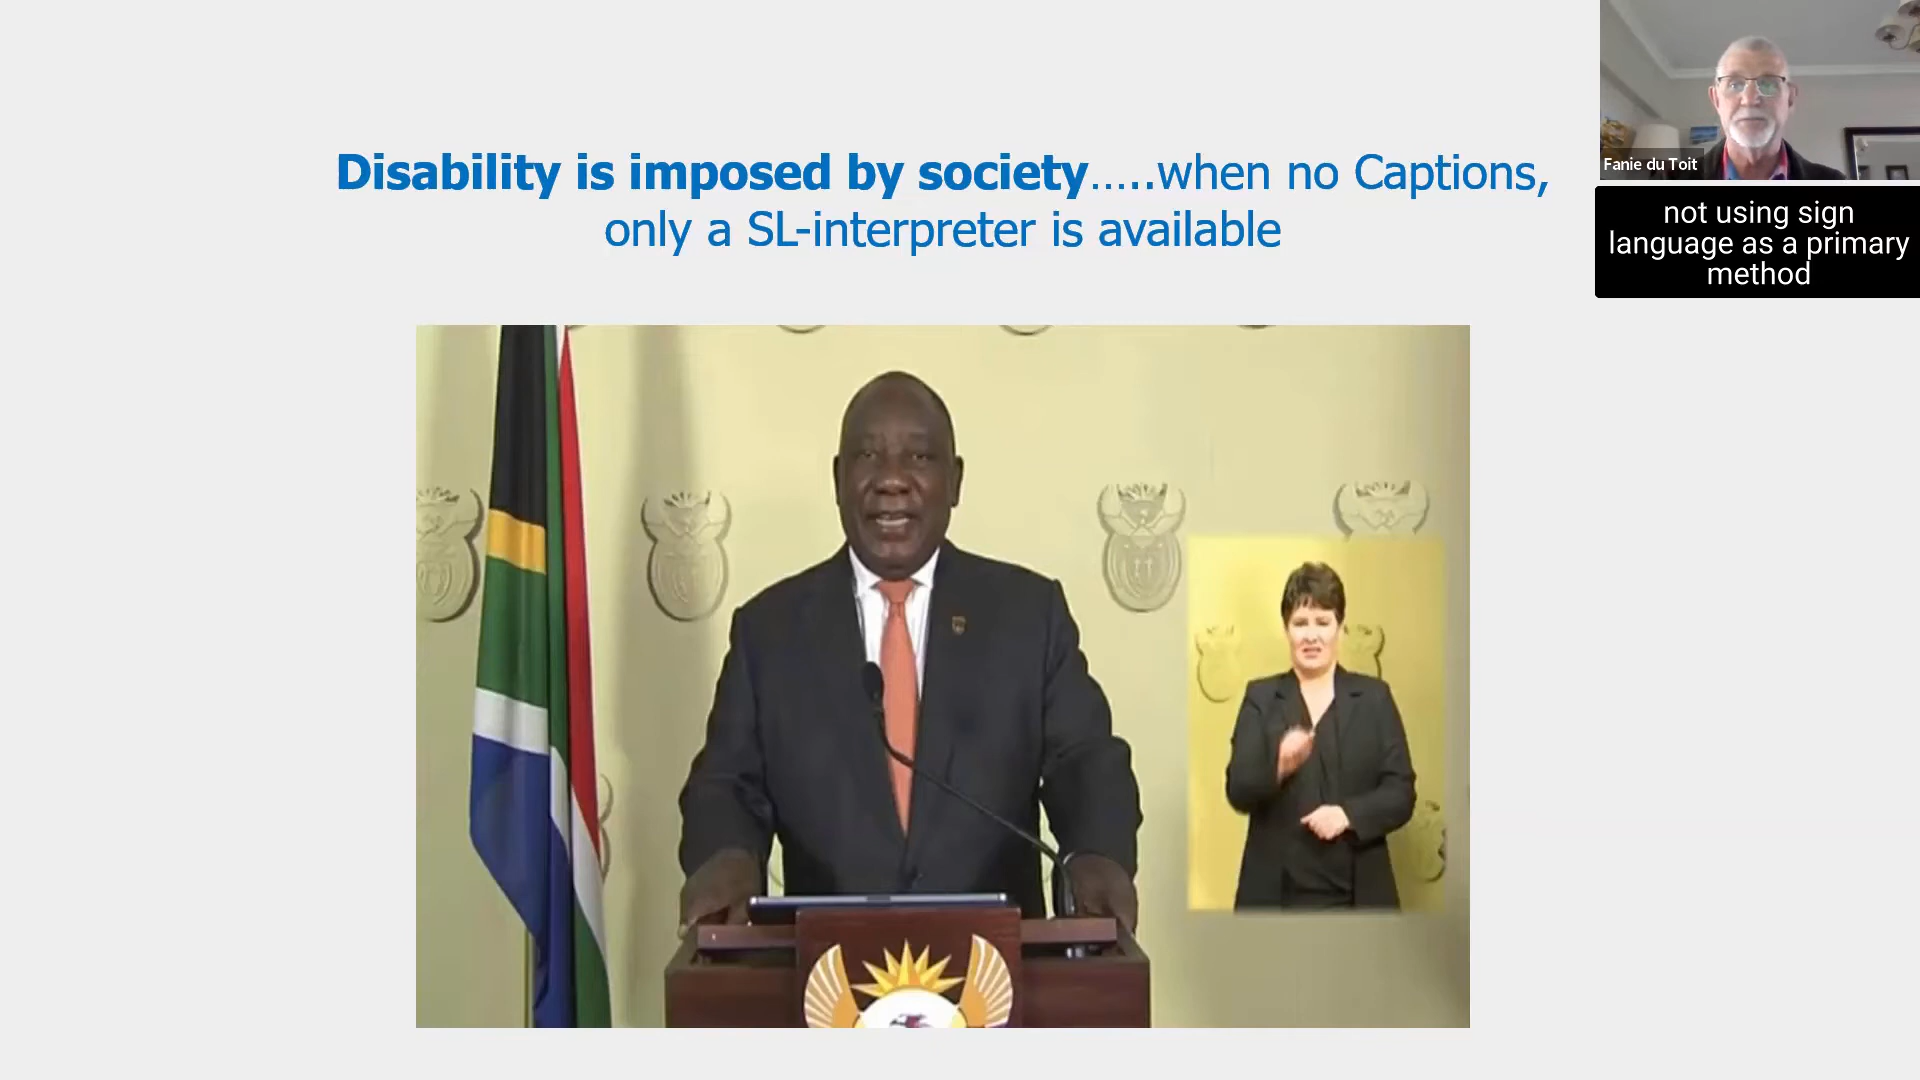 Disability is imposed by society…..when no Captions,
only a SL-interpreter is available
Fanie du Toit
not using sign
language as a primary
method